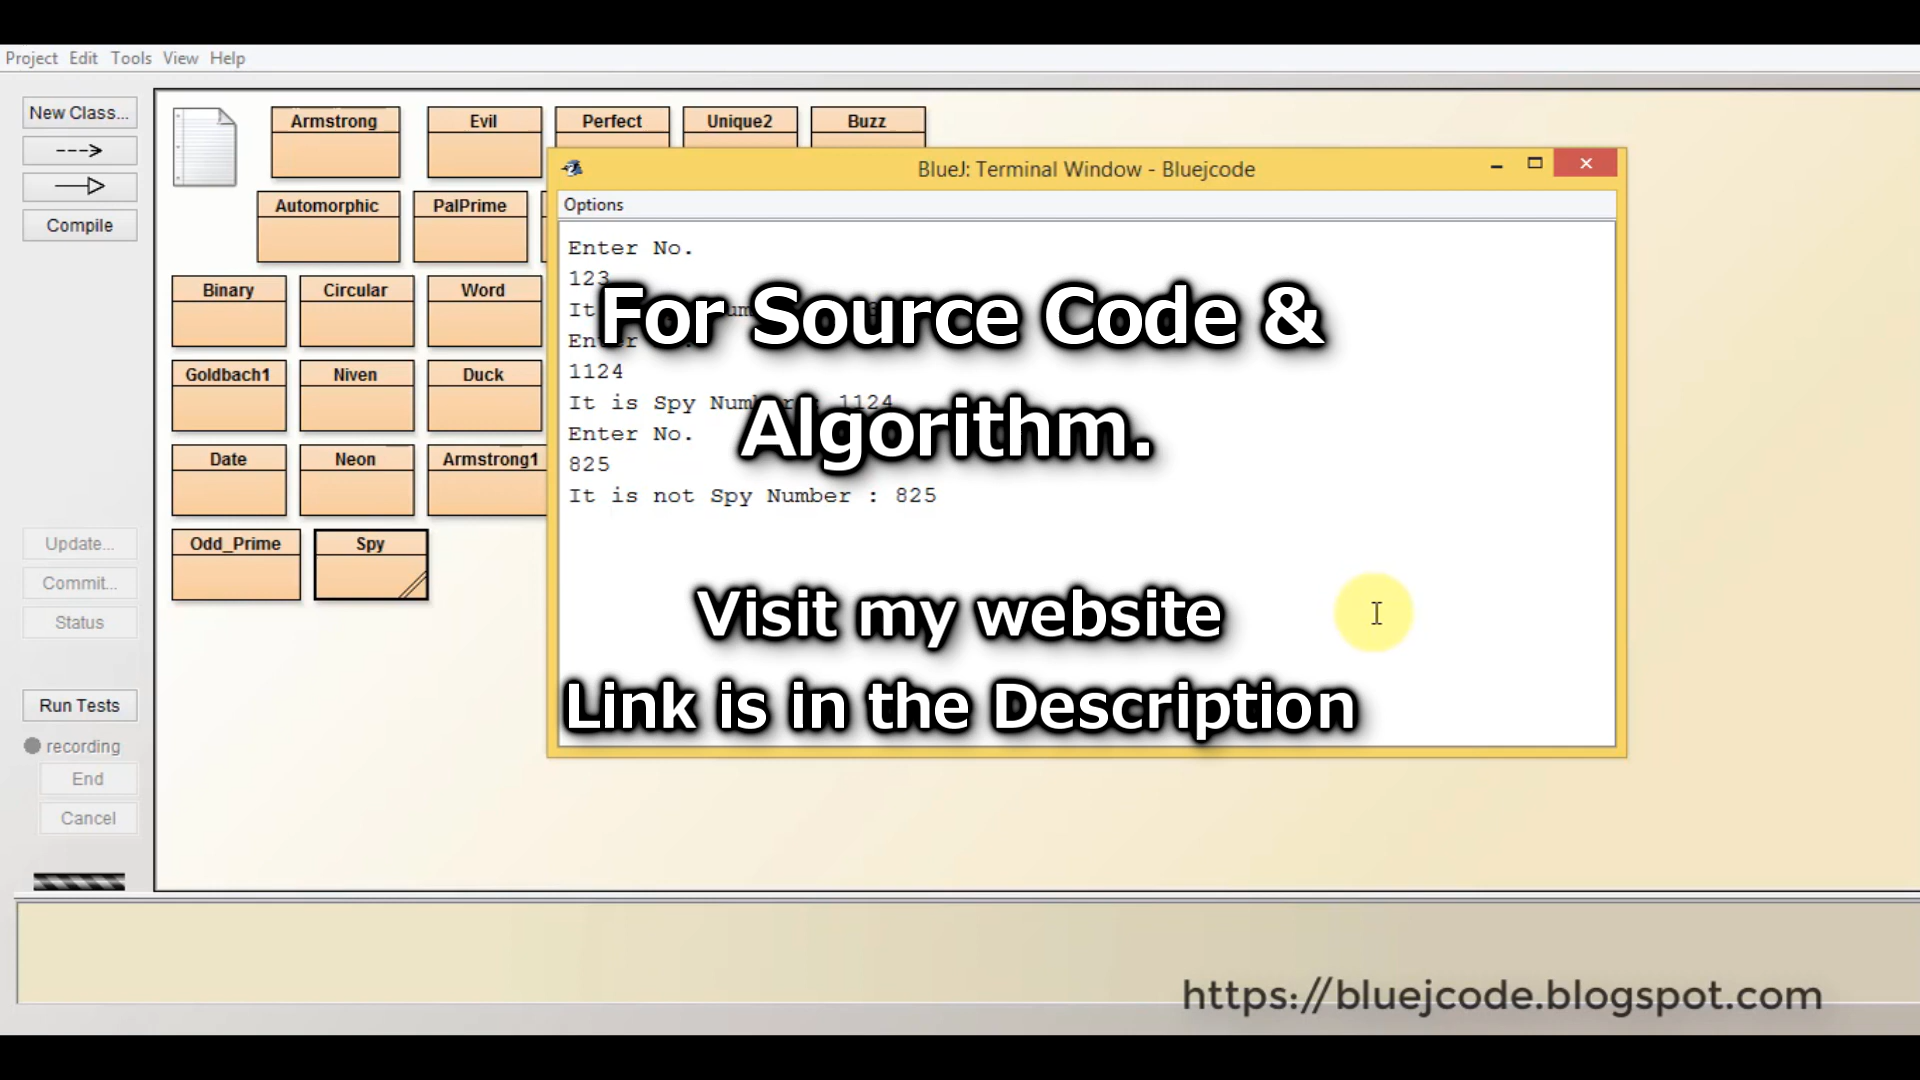 Project Edit Tools View Help
New Class...
Compile
Update...
Commit...
Status
Run Tests
recording
End
Cancel
Armstrong Evil Perfect Unique2 Buzz
Automorphic PalPrime
Binary Circular Word
Goldbach1 Niven Duck
Date Neon Armstrong1
Odd_Prime Spy
BlueJ: Terminal Window - Bluejcode
Options
Enter No.
123
It
Enter
1124
It is Spy Number : 1124
Enter No.
825
It is not Spy Number : 825
For Source Code &
Algorithm.
Visit my website
Link is in the Description
https://bluejcode.blogspot.com